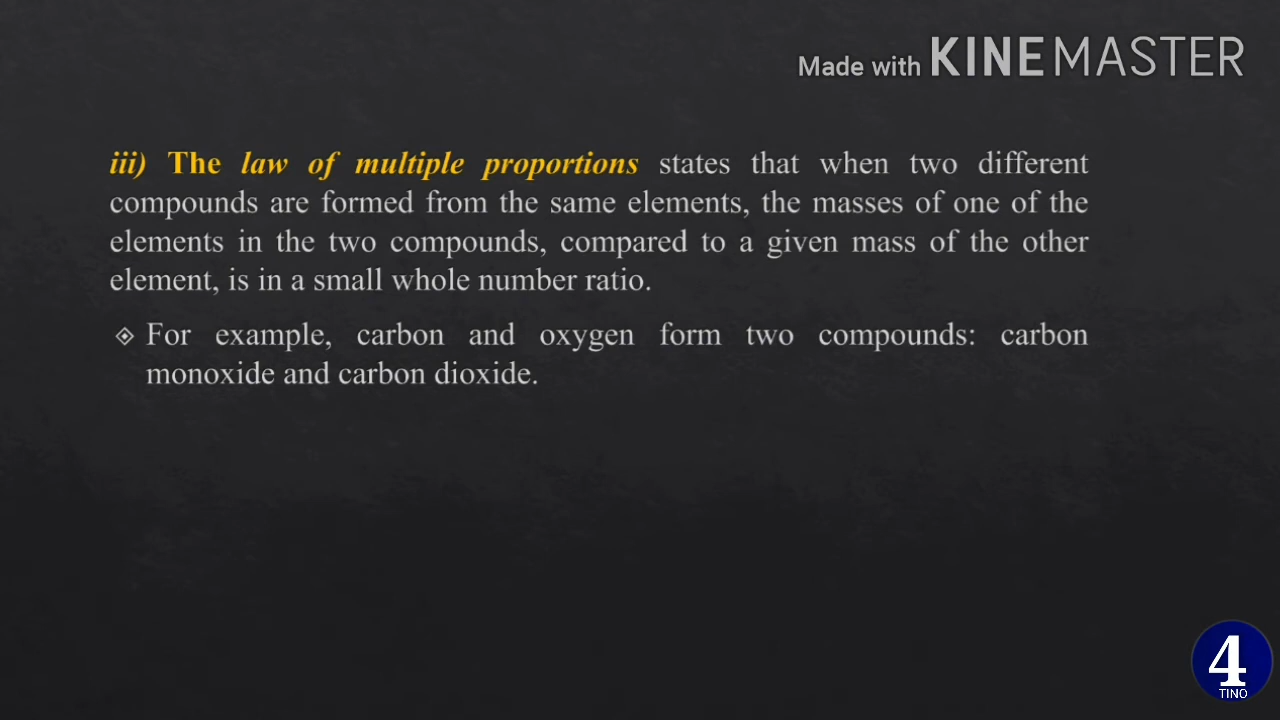 Made with KINEMASTER
iii) The law of multiple proportions states that when two different
compounds are formed from the same elements, the masses of one of the
elements in the two compounds, compared to a given mass of the other
element, is in a small whole number ratio.
For example, carbon and oxygen form two compounds: carbon
monoxide and carbon dioxide.
4
TINO